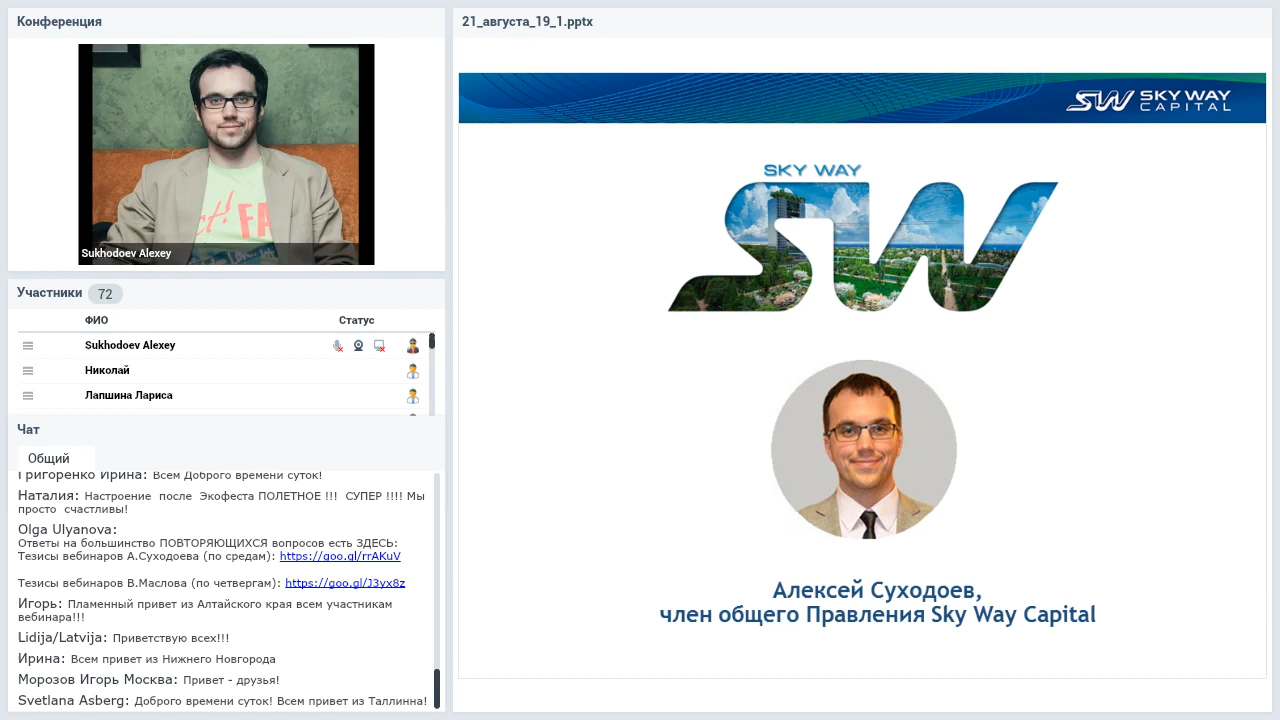 Конференция
Sukhodoev Alexey
Участники 72
ФИО Статус
Sukhodoev Alexey
Николай
Лапшина Лариса
Чат
Общий
Григоренко Ирина: Всем Доброго времени суток!
Наталия: Настроение после Экофеста ПОЛЕТНОЕ !!! СУПЕР !!!! Мы
просто счастливы!
Olga Ulyanova:
Ответы на большинство ПОВТОРЯЮЩИХСЯ вопросов есть ЗДЕСЬ:
Тезисы вебинаров А.Суходоева (по средам): https://goo.gl/rrAKuV
Тезисы вебинаров В.Маслова (по четвергам): https://goo.gl/J3yx8z
Игорь: Пламенный привет из Алтайского края всем участникам
вебинара!!!
Lidija/Latvija: Приветствую всех!!!
Ирина: Всем привет из Нижнего Новгорода
Морозов Игорь Москва: Привет - друзья!
Svetlana Asberg: Доброго времени суток! Всем привет из Таллинна!
21_августа_19_1.pptx
SW SKY WAY
CAPITAL
SKY WAY
SW
Алексей Суходоев,
член общего Правления Sky Way Capital